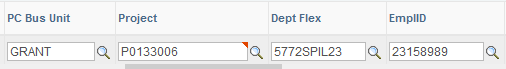 PC Bus Unit Project Dept Flex EmplID
GRANT P0133006 5772SPIL23 23158989